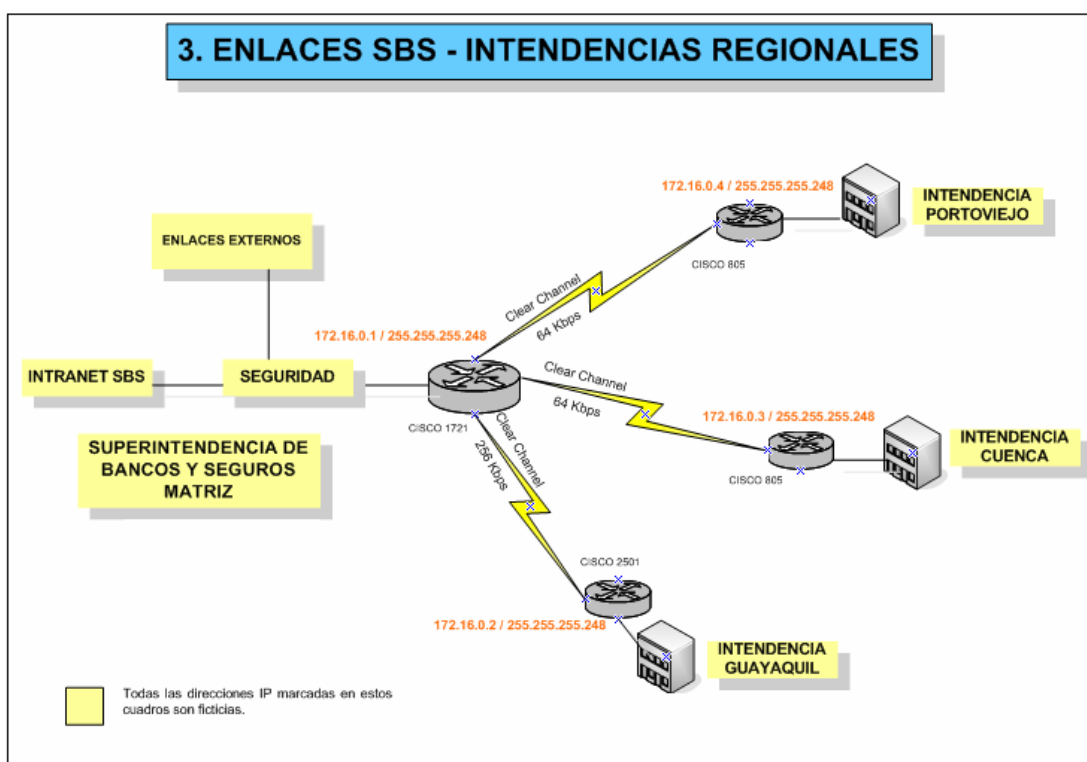 3. ENLACES SBS - INTENDENCIAS REGIONALES
172.16.0.4 / 255.255.255.248
INTENDENCIA
PORTOVIEJO
ENLACES EXTERNOS
CISCO 805
Clear Channel
64 Kbps
172.16.0.1 / 255.255.255.248
INTRANET SBS
SEGURIDAD
Clear Channel
64 Kbps
172.16.0.3 / 255.255.255.248
CISCO 1721
INTENDENCIA
CUENCA
CISCO 805
SUPERINTENDENCIA DE
BANCOS Y SEGUROS
MATRIZ
Clear Channel
256 Kbps
CISCO 2501
172.16.0.2 / 255.255.255.248
INTENDENCIA
GUAYAQUIL
Todas las direcciones IP marcadas en estos
cuadros son ficticias.